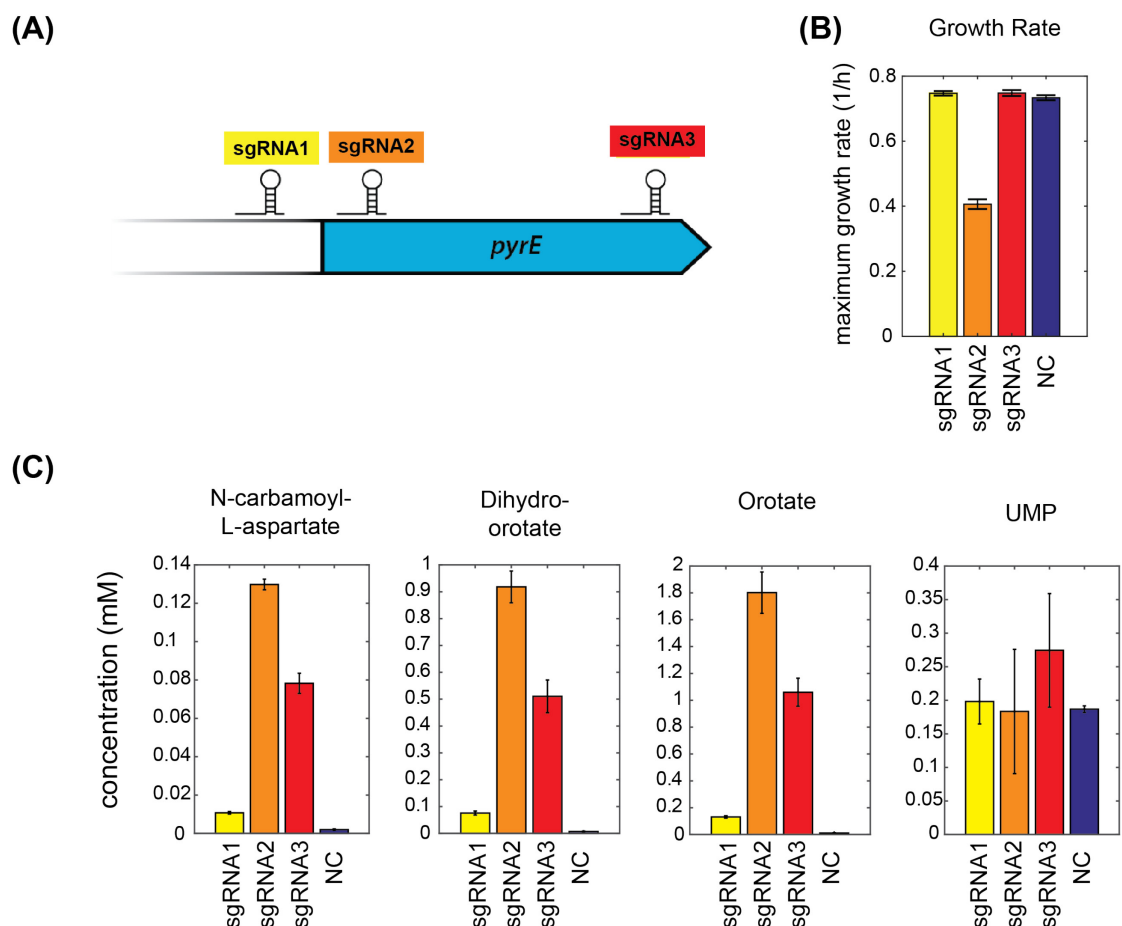 (A)
sgRNA1
sgRNA2
sgRNA3
pyrE
(B)
Growth Rate
maximum growth rate (1/h)
0.8
0.6
0.4
0.2
0
sgRNA1
sgRNA2
sgRNA3
NC
(C)
concentration (mM)
N-carbamoyl-
L-aspartate
0.14
0.12
0.1
0.08
0.06
0.04
0.02
0
sgRNA1
sgRNA2
sgRNA3
NC
Dihydro-
orotate
1
0.9
0.8
0.7
0.6
0.5
0.4
0.3
0.2
0.1
0
sgRNA1
sgRNA2
sgRNA3
NC
Orotate
2
1.8
1.6
1.4
1.2
1
0.8
0.6
0.4
0.2
0
sgRNA1
sgRNA2
sgRNA3
NC
UMP
0.4
0.35
0.3
0.25
0.2
0.15
0.1
0.05
0
sgRNA1
sgRNA2
sgRNA3
NC